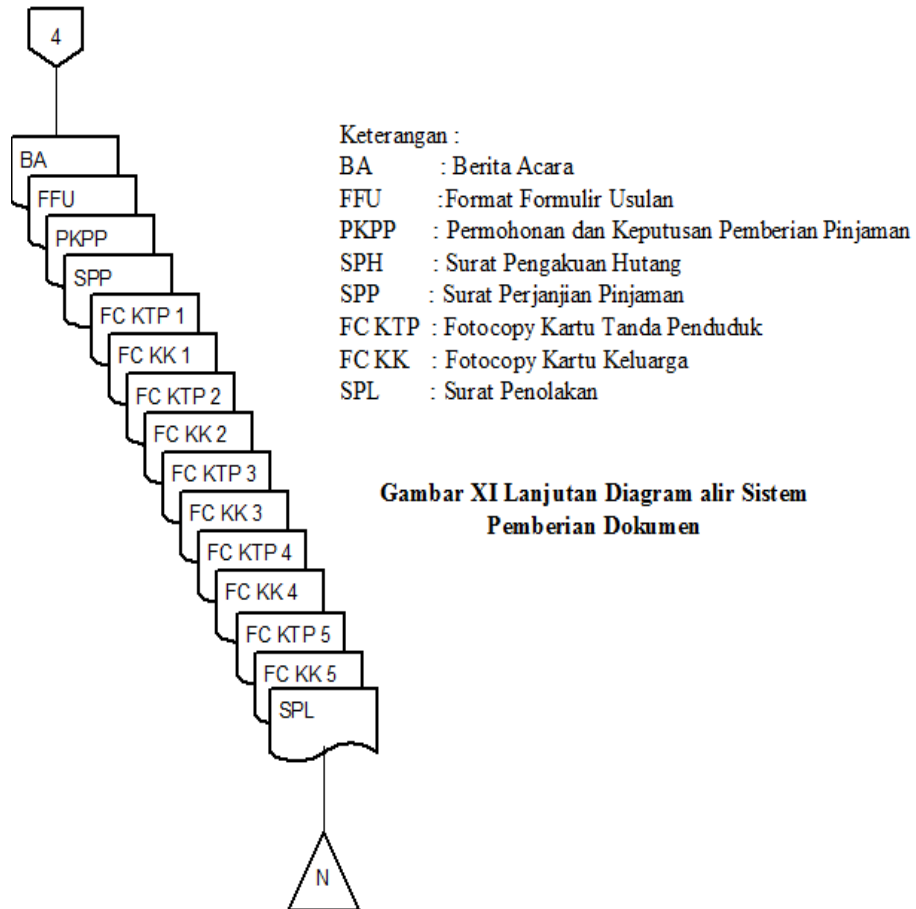 4
BA
FFU
PKPP
SPP
FC KTP 1
FC KK 1
FC KTP 2
FC KK 2
FC KTP 3
FC KK 3
FC KTP 4
FC KK 4
FC KTP 5
FC KK 5
SPL
N
Keterangan :
BA : Berita Acara
FFU :Format Formulir Usulan
PKPP : Permohonan dan Keputusan Pemberian Pinjaman
SPH : Surat Pengakuan Hutang
SPP : Surat Perjanjian Pinjaman
FC KTP : Fotocopy Kartu Tanda Penduduk
FC KK : Fotocopy Kartu Keluarga
SPL : Surat Penolakan
Gambar XI Lanjutan Diagram alir Sistem
Pemberian Dokumen